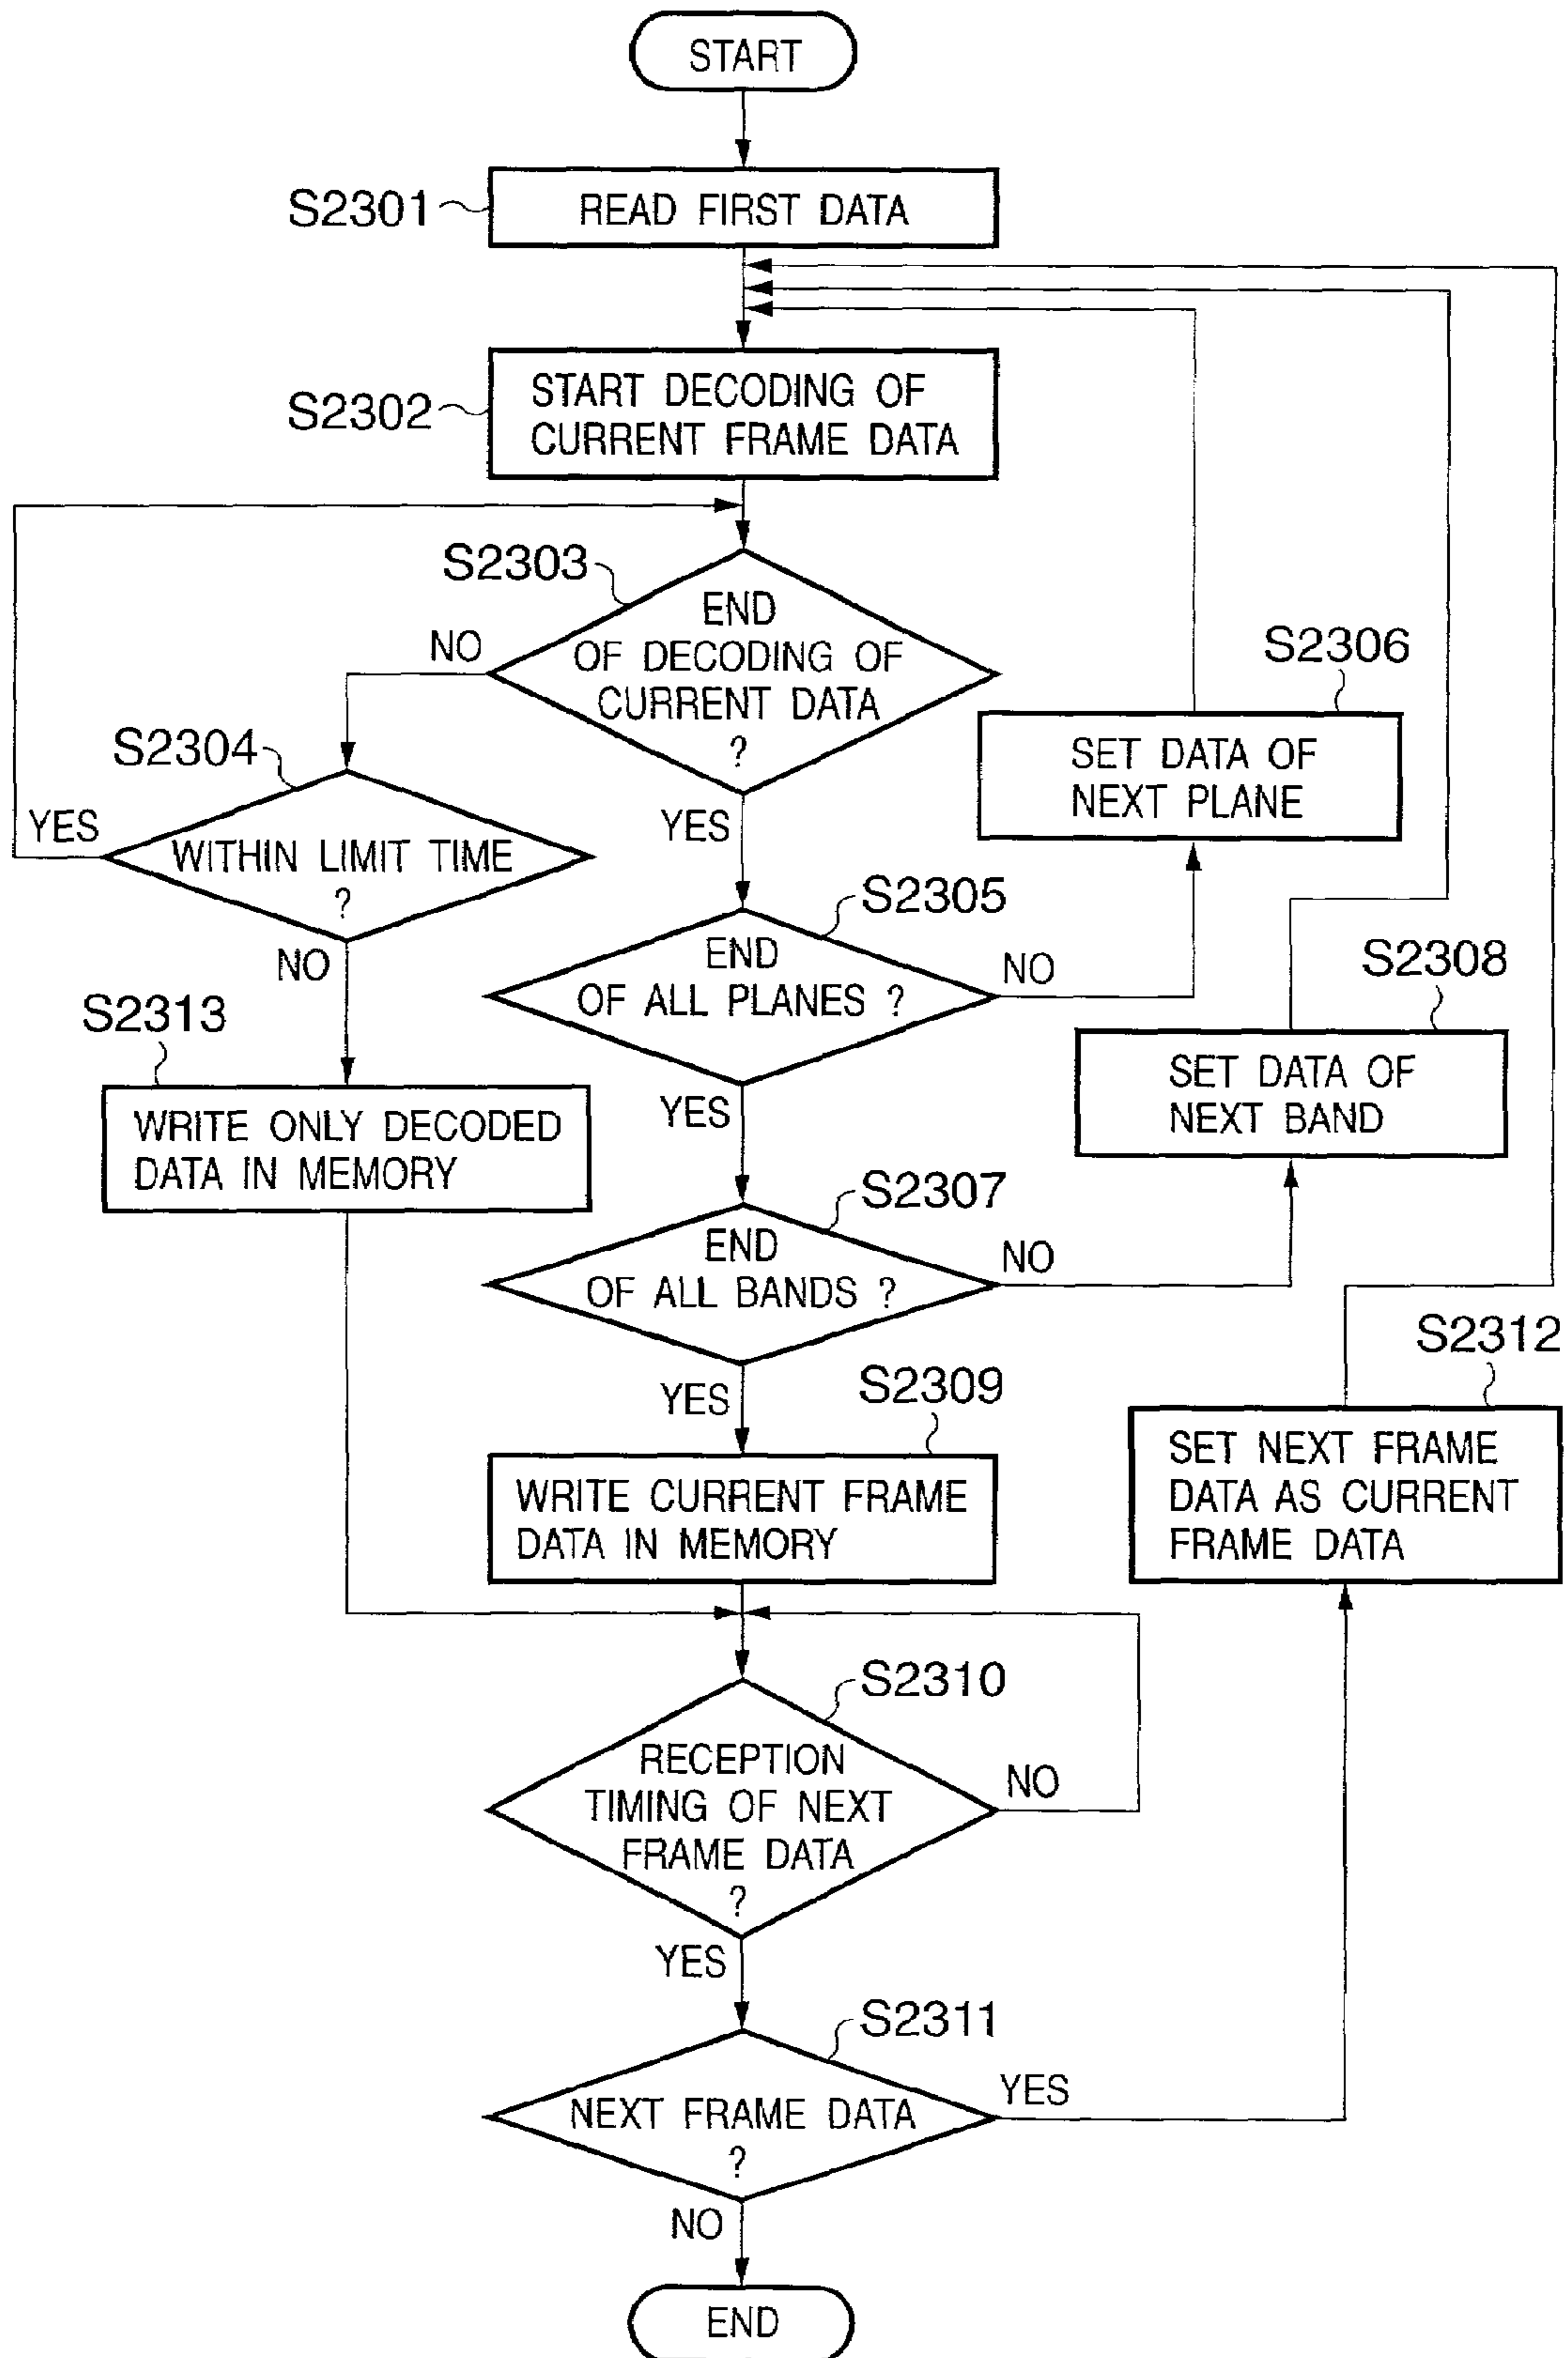 START
S2301
READ FIRST DATA
S2302
START DECODING OF
CURRENT FRAME DATA
S2303
END
OF DECODING OF
CURRENT DATA
?
NO
YES
S2304
WITHIN LIMIT TIME
?
YES
NO
S2306
SET DATA OF
NEXT PLANE
S2305
END
OF ALL PLANES ?
NO
YES
S2308
SET DATA OF
NEXT BAND
S2313
WRITE ONLY DECODED
DATA IN MEMORY
S2307
END
OF ALL BANDS ?
NO
YES
S2309
WRITE CURRENT FRAME
DATA IN MEMORY
S2312
SET NEXT FRAME
DATA AS CURRENT
FRAME DATA
S2310
RECEPTION
TIMING OF NEXT
FRAME DATA
?
NO
YES
S2311
NEXT FRAME DATA
?
YES
NO
END